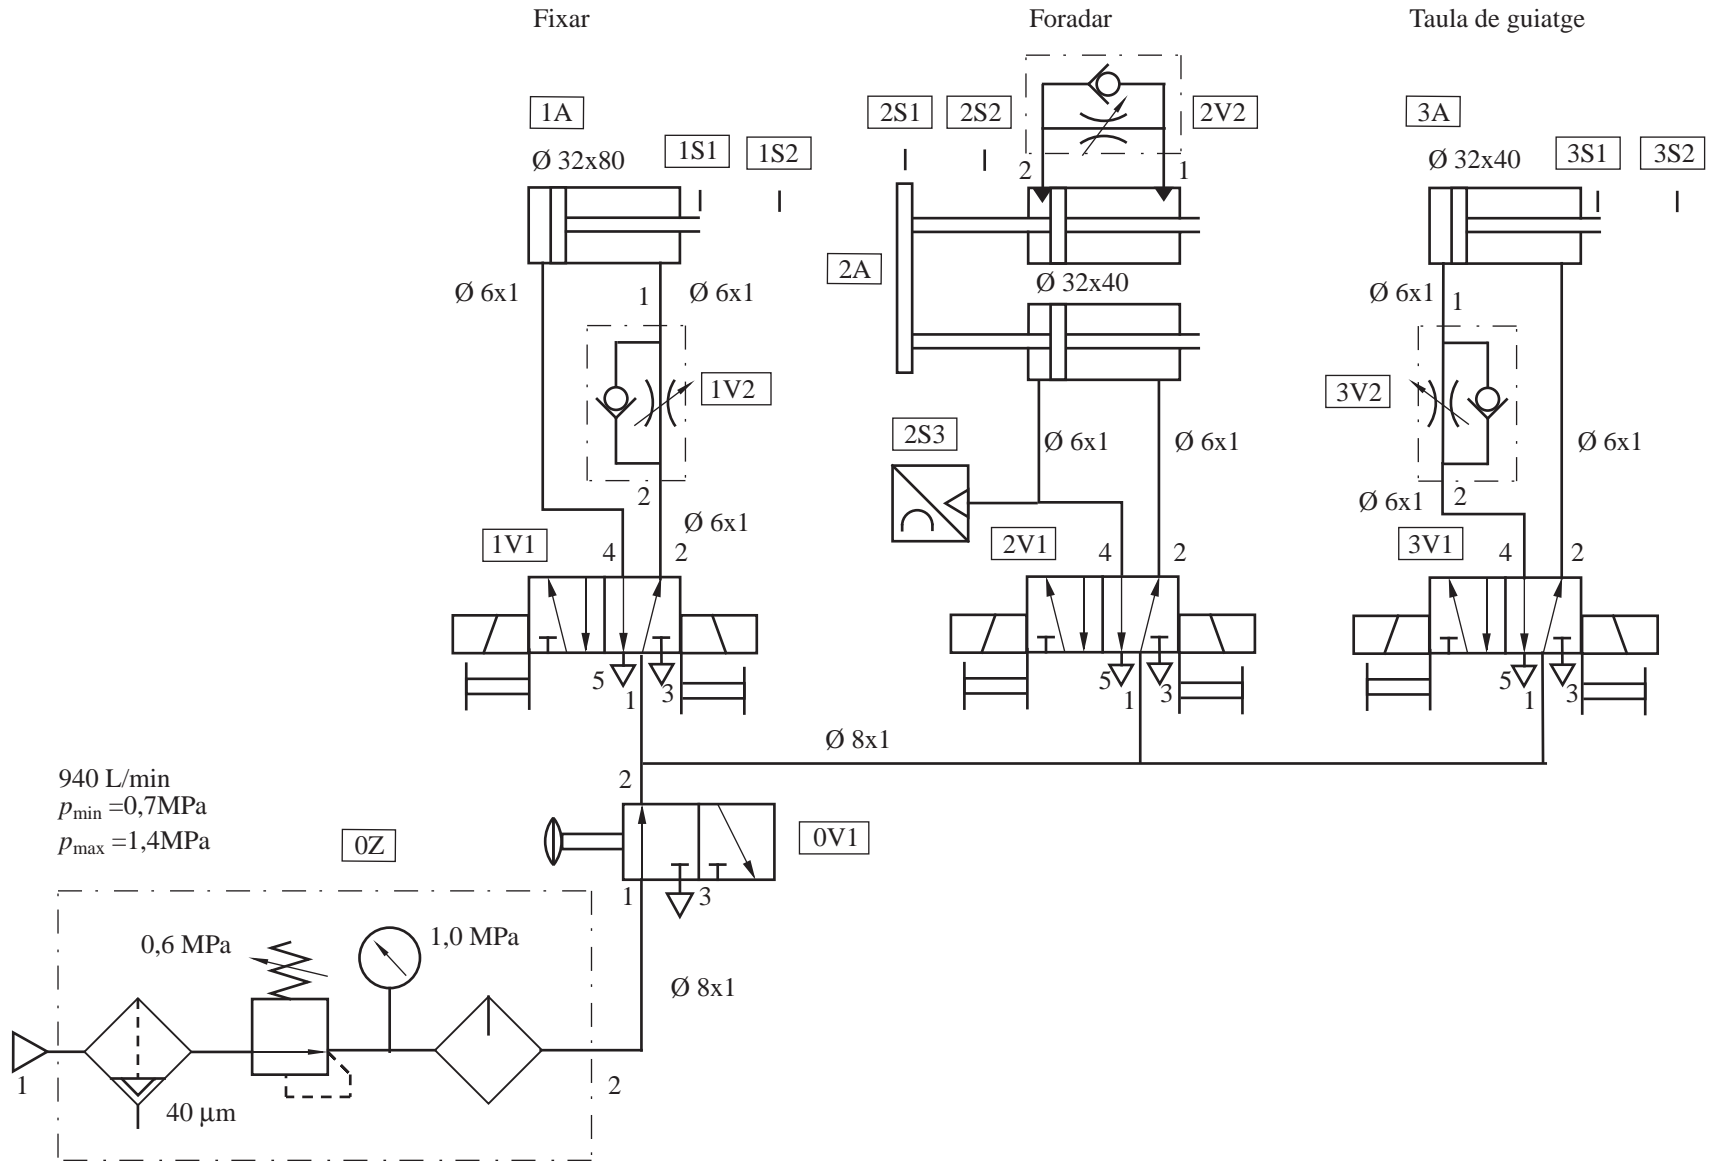 Fixar
Foradar
Taula de guiatge
1A
1S1
1S2
Ø 32x80
2S1
2S2
2V2
2
1
3A
3S1
3S2
Ø 32x40
2A
Ø 32x40
Ø 6x1
1
Ø 6x1
1V2
2
Ø 6x1
2S3
Ø 6x1
Ø 6x1
Ø 6x1
1
3V2
Ø 6x1
2
Ø 6x1
1V1
4
2
5
1
3
2V1
4
2
5
1
3
3V1
4
2
5
1
3
Ø 8x1
940 L/min
pmin =0,7MPa
pmax =1,4MPa
0Z
2
0V1
1
3
0,6 MPa
1,0 MPa
Ø 8x1
1
40 µm
2